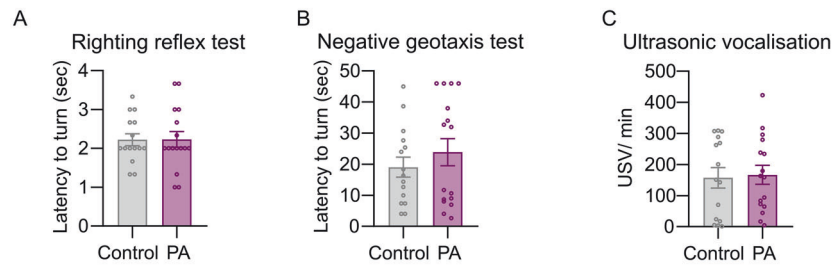 A
Righting reflex test
Latency to turn (sec)
4
3
2
1
0
Control PA
B
Negative geotaxis test
Latency to turn (sec)
50
40
30
20
10
0
Control PA
C
Ultrasonic vocalisation
USV/ min
500
400
300
200
100
0
Control PA